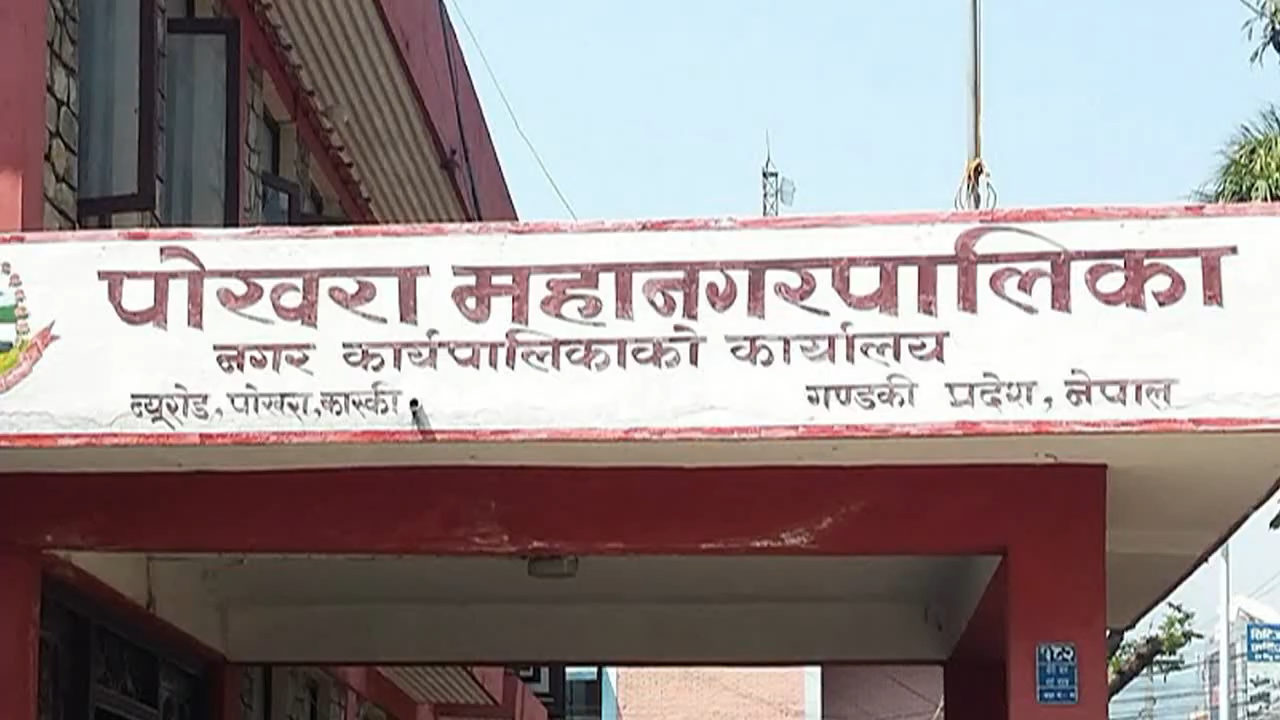 पोखरा महानगरपालिका
नगर कार्यपालिकाको कार्यालय
न्यूरोड, पोखरा, कास्की
गण्डकी प्रदेश, नेपाल